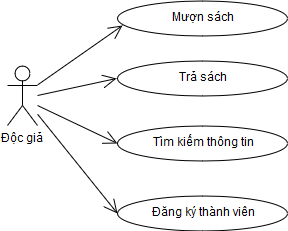 Mượn sách
Trả sách
Độc giả
Tìm kiếm thông tin
Đăng ký thành viên